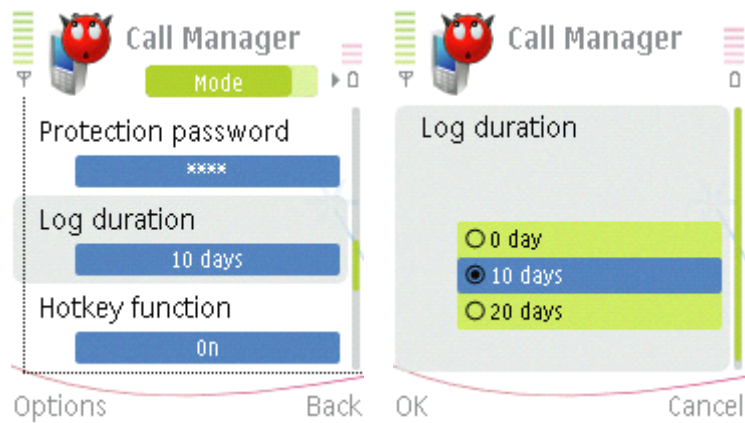 Call Manager
Mode
Protection password
****
Log duration
10 days
Hotkey function
On
Options Back
Call Manager
Log duration
0 day
10 days
20 days
OK Cancel